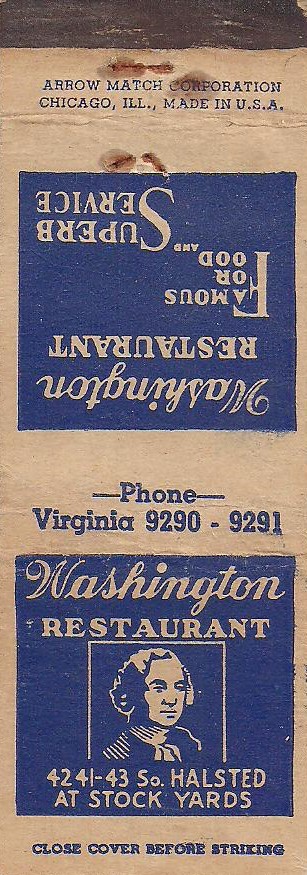 ARROW MATCH CORPORATION
CHICAGO, ILL., MADE IN U.S.A.
Washington
RESTAURANT
FAMOUS
FOR
FOOD
AND
SUPERB
SERVICE
—Phone—
Virginia 9290 - 9291
Washington
RESTAURANT
4241-43 So. HALSTED
AT STOCK YARDS
CLOSE COVER BEFORE STRIKING